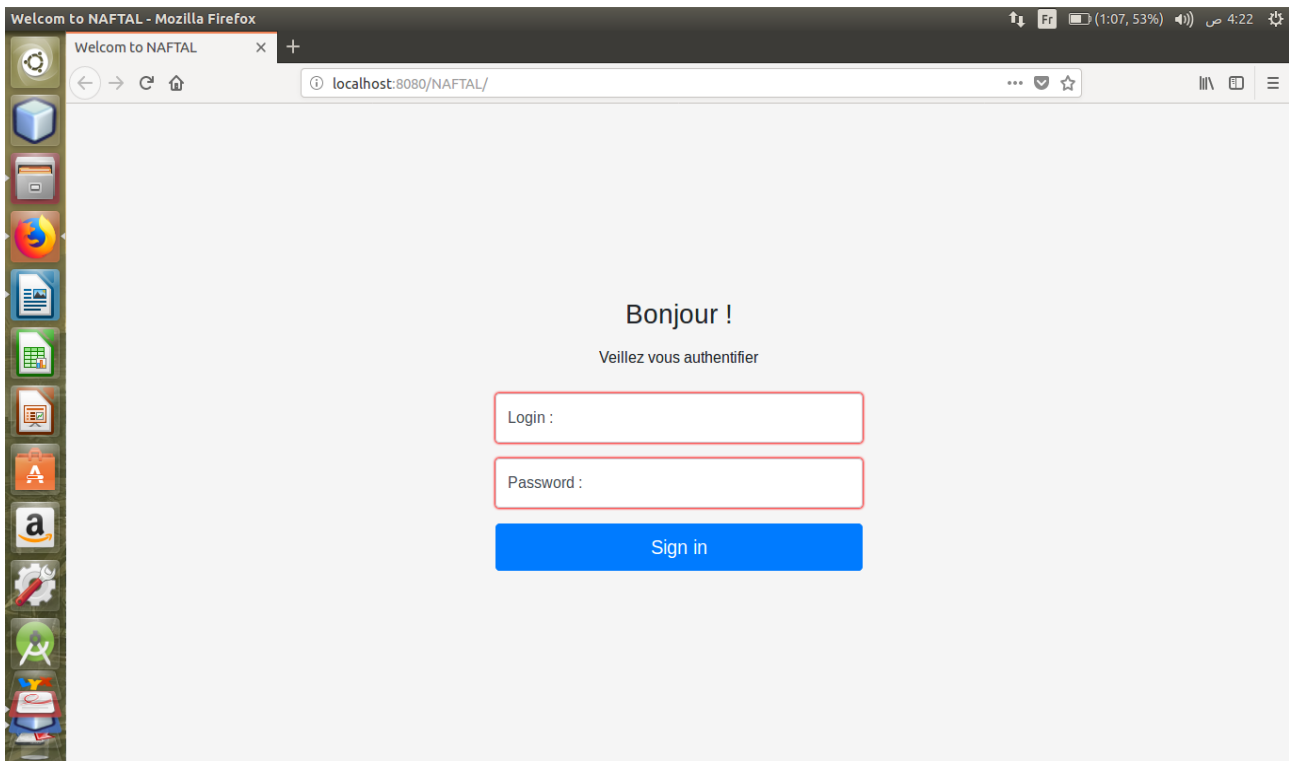 Welcom to NAFTAL - Mozilla Firefox
Fr (1:07, 53%) 4:22 ص
Welcom to NAFTAL
localhost:8080/NAFTAL/
Bonjour !
Veillez vous authentifier
Login :
Password :
Sign in